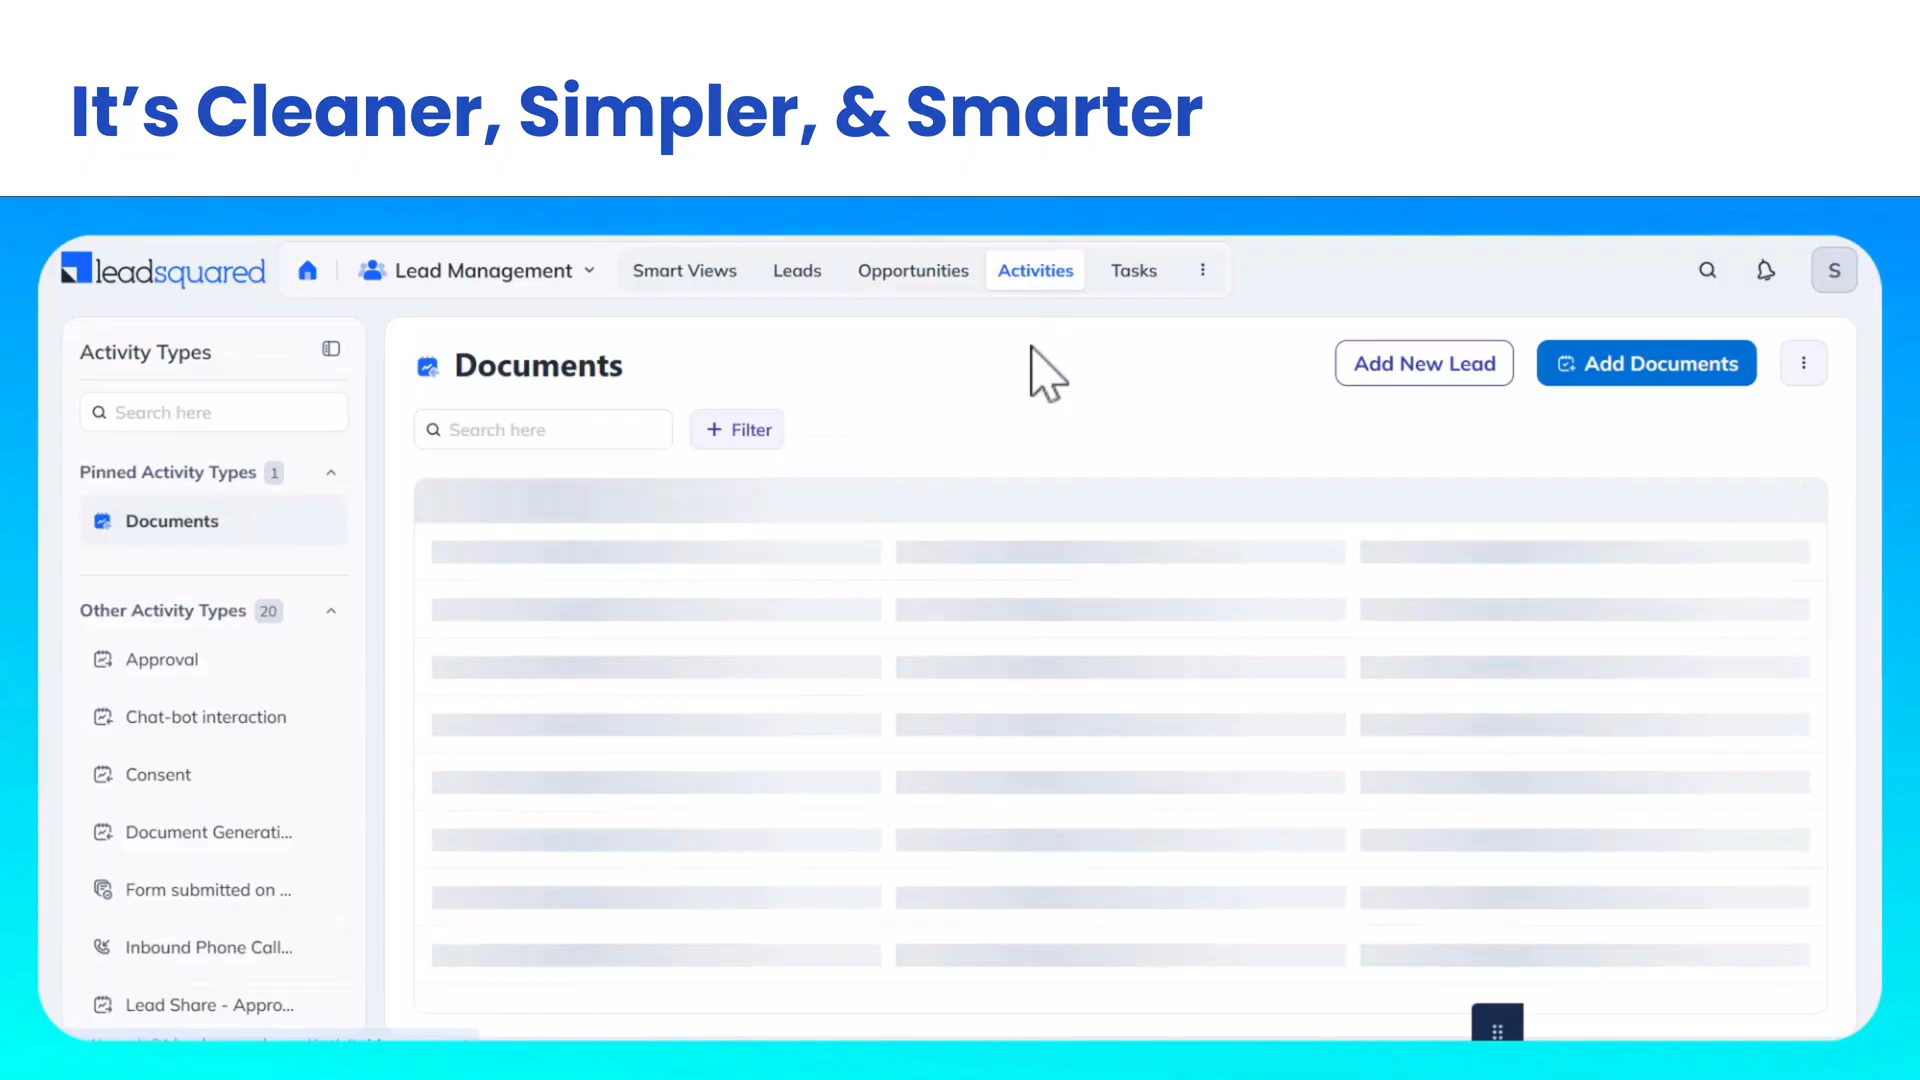 It’s Cleaner, Simpler, & Smarter
leadsquared
Lead Management
Smart Views
Leads
Opportunities
Activities
Tasks
S
Activity Types
Search here
Pinned Activity Types 1
Documents
Other Activity Types 20
Approval
Chat-bot interaction
Consent
Document Generati...
Form submitted on ...
Inbound Phone Call...
Lead Share - Appro...
Documents
Add New Lead
Add Documents
Search here
+ Filter